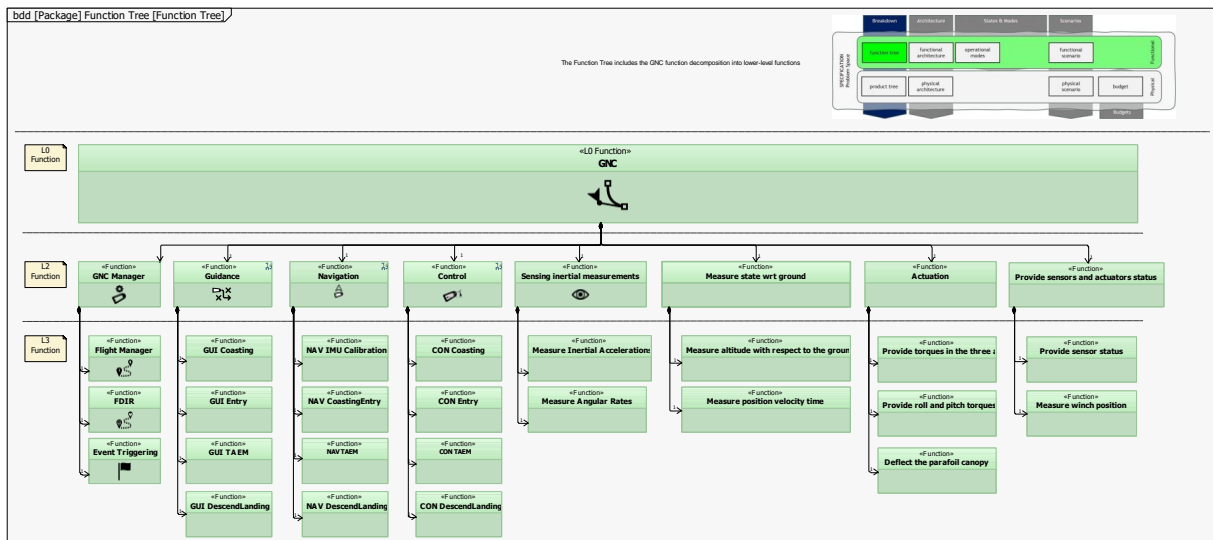 bdd [Package] Function Tree [Function Tree]
Breakdown
Architecture
States & Modes
Scenarios
The Function Tree includes the GNC function decomposition into lower-level functions
SPECIFICATION
Problem Space
function tree
functional
architecture
operational
modes
functional
scenario
Functional
product tree
physical
architecture
physical
scenario
budget
Physical
Budgets
L0
Function
«L0 Function»
GNC
L2
Function
«Function»
GNC Manager
«Function»
Guidance
«Function»
Navigation
«Function»
Control
«Function»
Sensing inertial measurements
«Function»
Measure state wrt ground
«Function»
Actuation
«Function»
Provide sensors and actuators status
L3
Function
«Function»
Flight Manager
«Function»
FDIR
«Function»
Event Triggering
«Function»
GUI Coasting
«Function»
GUI Entry
«Function»
GUI TAEM
«Function»
GUI DescendLanding
«Function»
NAV IMU Calibration
«Function»
NAV CoastingEntry
«Function»
NAV TAEM
«Function»
NAV DescendLanding
«Function»
CON Coasting
«Function»
CON Entry
«Function»
CON TAEM
«Function»
CON DescendLanding
«Function»
Measure Inertial Accelerations
«Function»
Measure Angular Rates
«Function»
Measure altitude with respect to the groun
«Function»
Measure position velocity time
«Function»
Provide torques in the three a
«Function»
Provide roll and pitch torques
«Function»
Deflect the parafoil canopy
«Function»
Provide sensor status
«Function»
Measure winch position